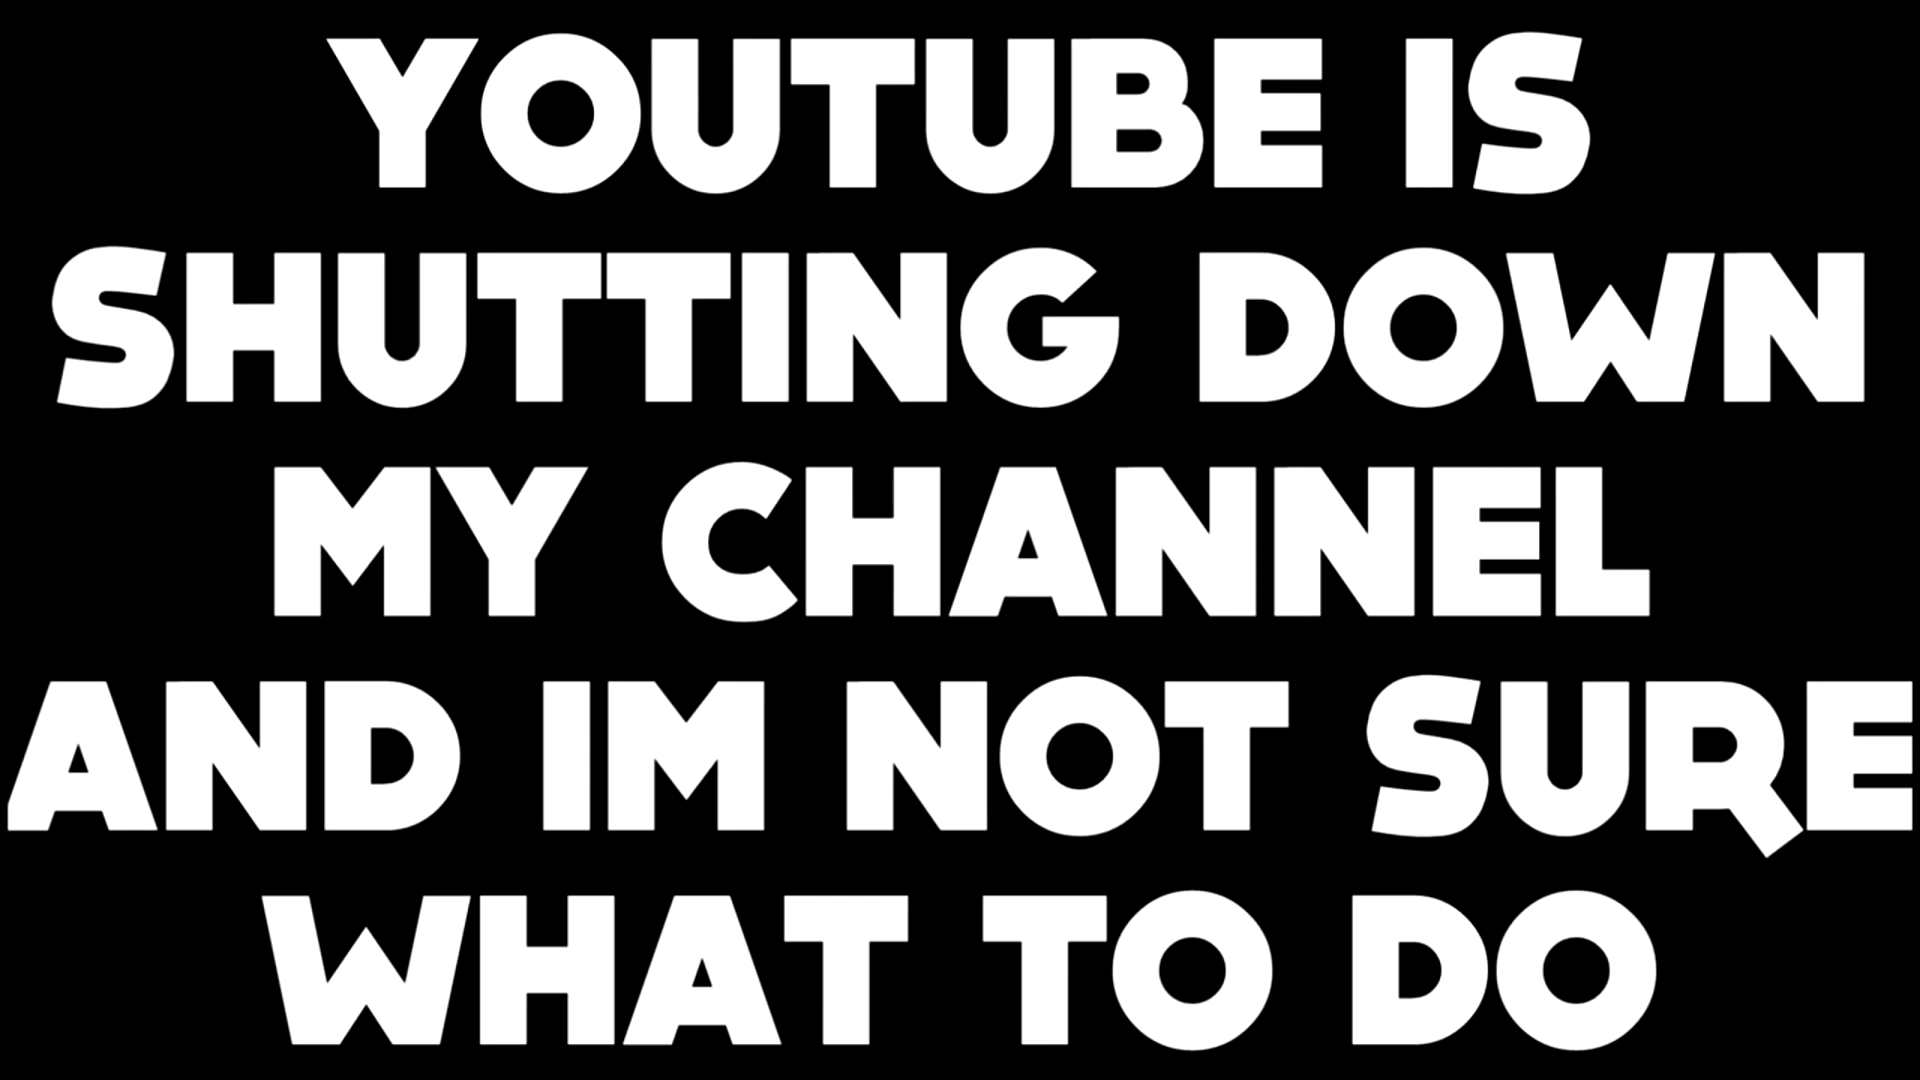 YOUTUBE IS
SHUTTING DOWN
MY CHANNEL
AND IM NOT SURE
WHAT TO DO